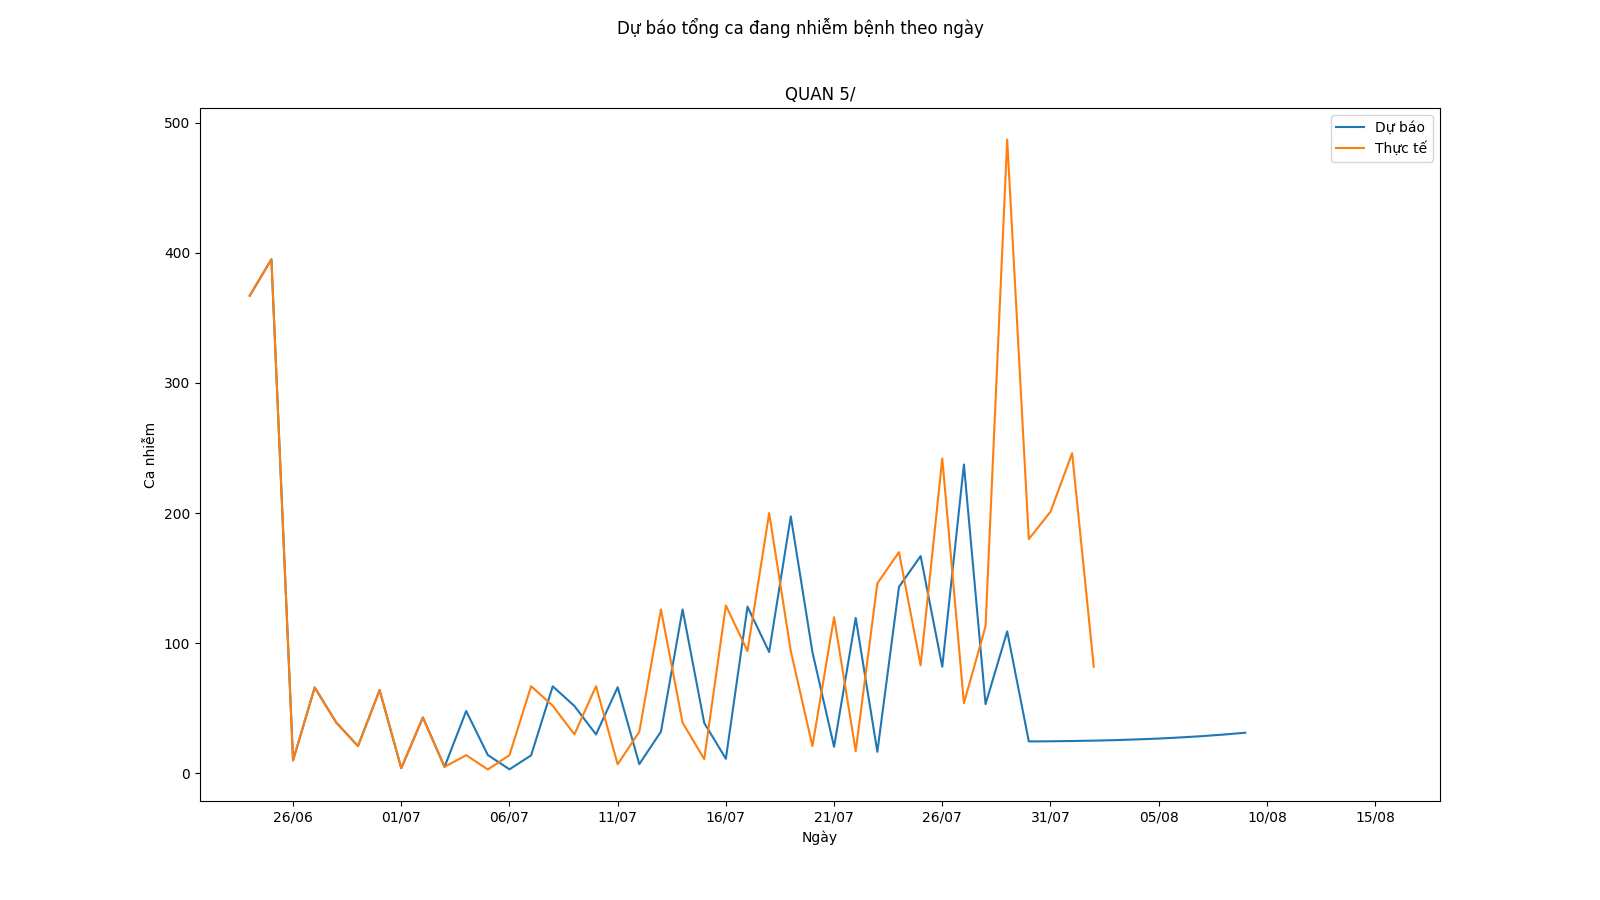 Dự báo tổng ca đang nhiễm bệnh theo ngày
QUAN 5/
Dự báo
Thực tế
Ca nhiễm
500
400
300
200
100
0
26/06 01/07 06/07 11/07 16/07 21/07 26/07 31/07 05/08 10/08 15/08
Ngày